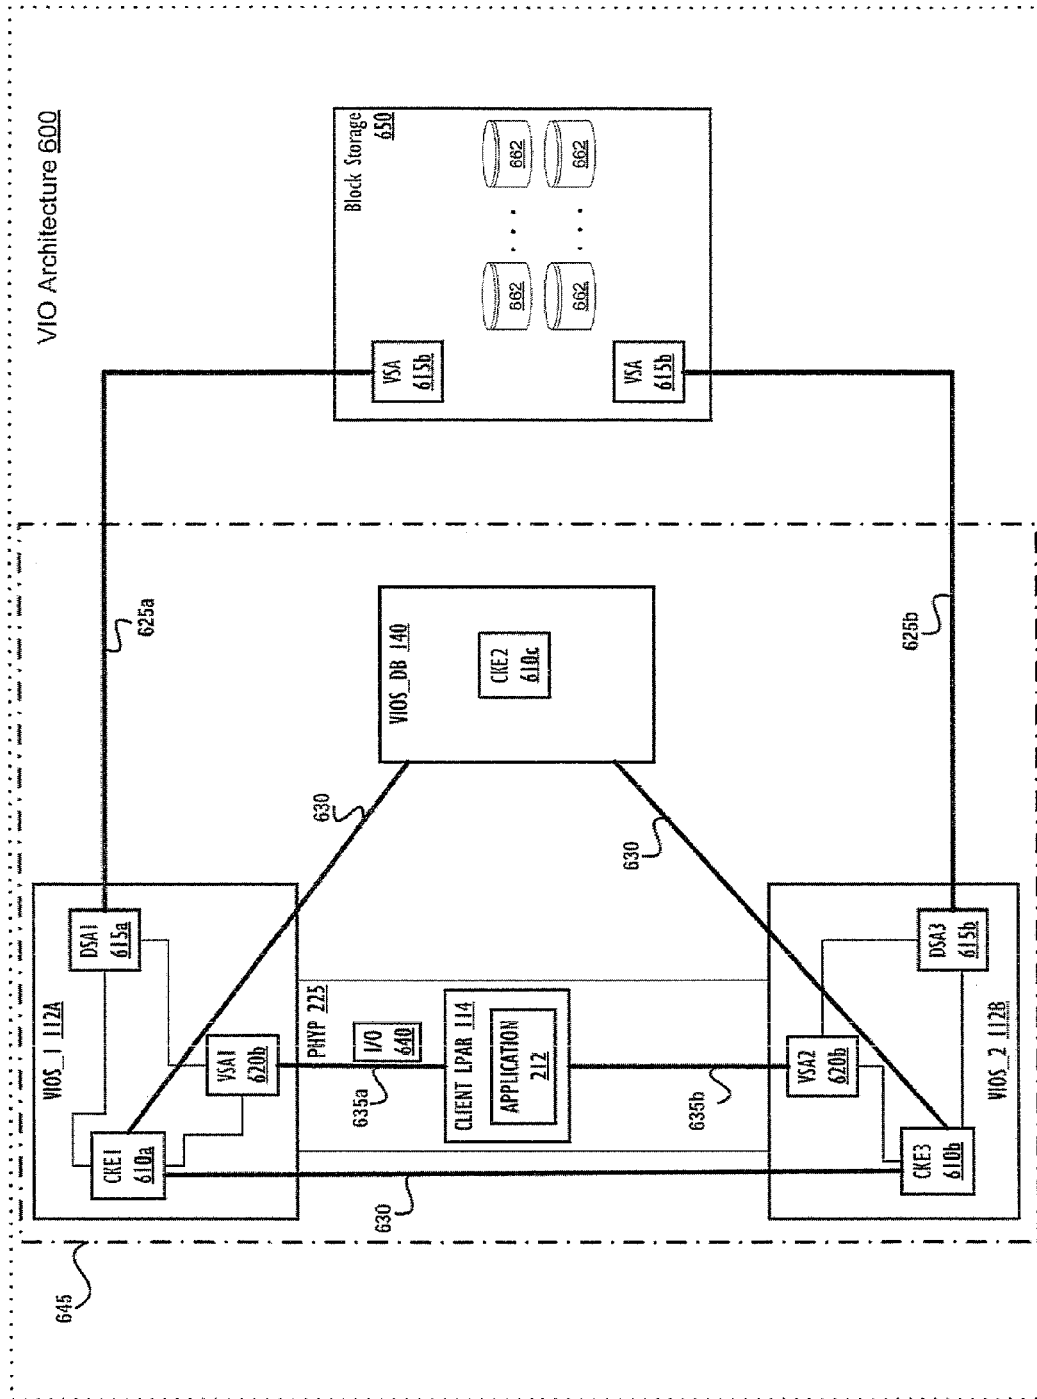 VIO Architecture 600
Block Storage
650
VSA
615b
VSA
615b
662
662
662
662
625a
625b
VIOS_DB 140
CKE2
610c
630
630
VIOS_1 112A
DSA1
615a
VSA1
620b
CKE1
610a
PHYP 225
I/O
640
635a
CLIENT LPAR 114
APPLICATION
212
635b
VIOS_2 112B
DSA3
615b
VSA2
620b
CKE3
610b
630
645